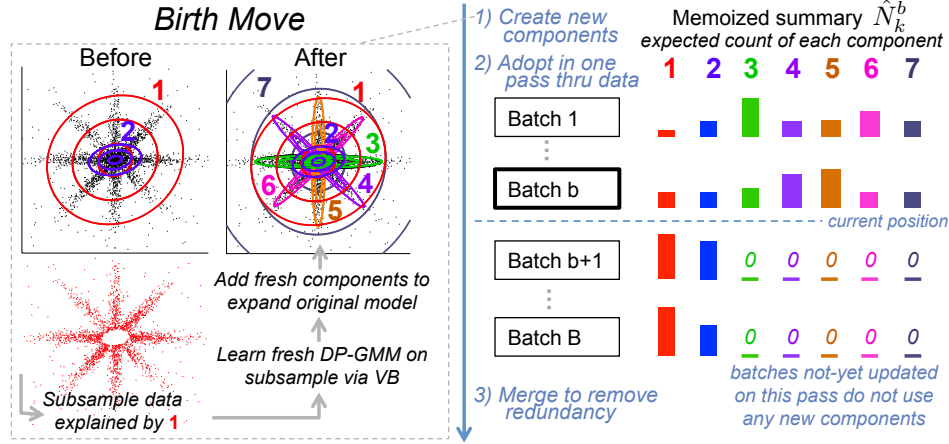 Birth Move
Before
After
1
2
7
1
2
3
6
4
5
Add fresh components to
expand original model
Learn fresh DP-GMM on
subsample via VB
Subsample data
explained by 1
1) Create new
components
2) Adopt in one
pass thru data
3) Merge to remove
redundancy
Memoized summary N̂ᵇₖ
expected count of each component
1 2 3 4 5 6 7
Batch 1
Batch b
current position
Batch b+1
0 0 0 0 0
Batch B
0 0 0 0 0
batches not-yet updated
on this pass do not use
any new components